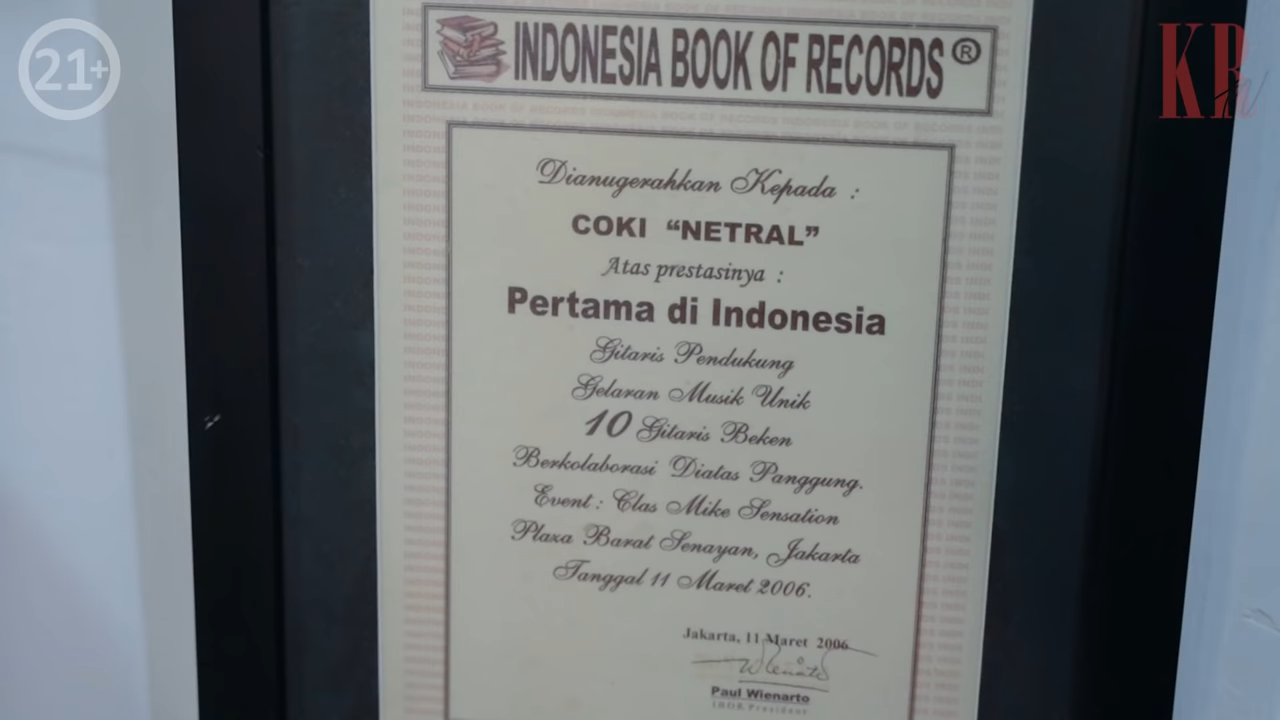 21+
KR
INDONESIA BOOK OF RECORDS ®
Dianugerahkan Kepada :
COKI “NETRAL”
Atas prestasinya :
Pertama di Indonesia
Gitaris Pendukung
Gelaran Musik Unik
10 Gitaris Beken
Berkolaborasi Diatas Panggung.
Event : Clas Mike Sensation
Plaza Barat Senayan, Jakarta
Tanggal 11 Maret 2006.
Jakarta, 11 Maret 2006
Paul Wienarto
IBOR President